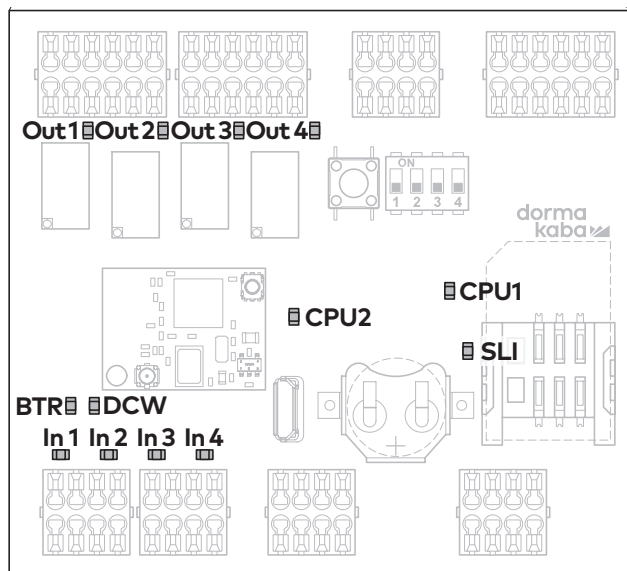 Out 1 Out 2 Out 3 Out 4
ON
1 2 3 4
dorma
kaba
CPU1
CPU2
SLI
BTR DCW
In 1 In 2 In 3 In 4